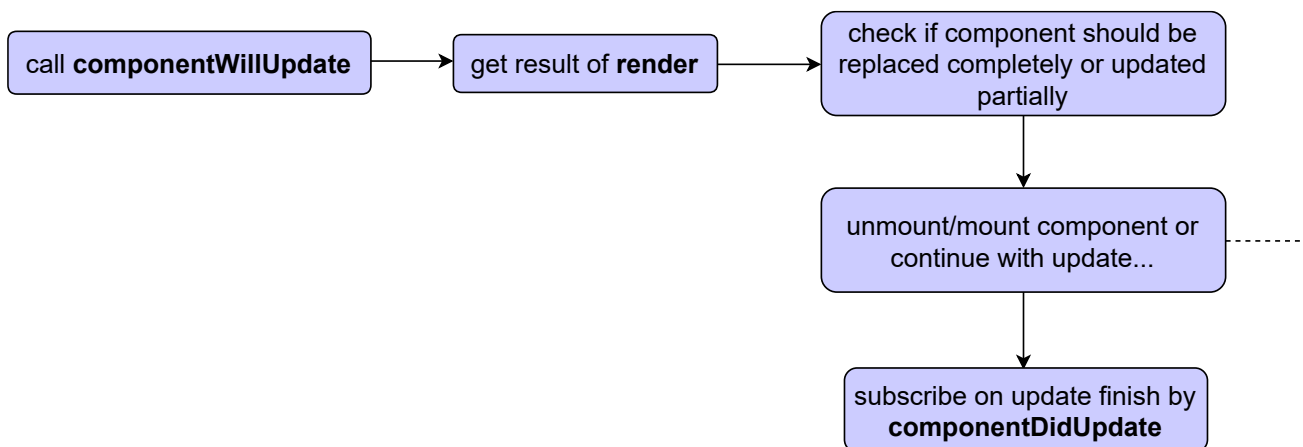 call componentWillUpdate
get result of render
check if component should be
replaced completely or updated
partially
unmount/mount component or
continue with update...
subscribe on update finish by
componentDidUpdate